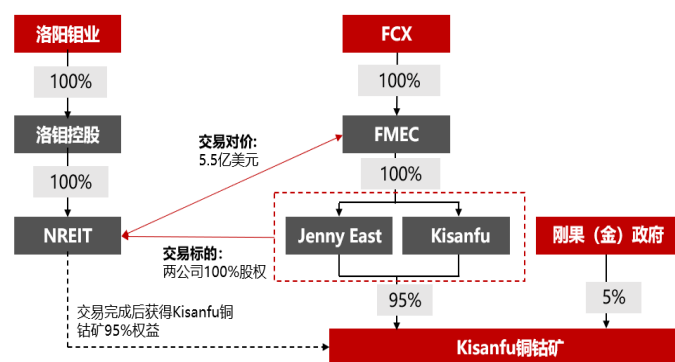 洛阳钼业
FCX
100%
100%
洛钼控股
交易对价:
5.5亿美元
FMEC
100%
100%
NREIT
Jenny East
Kisanfu
刚果（金）政府
交易标的：
两公司100%股权
95%
5%
交易完成后获得Kisanfu铜
钴矿95%权益
Kisanfu铜钴矿